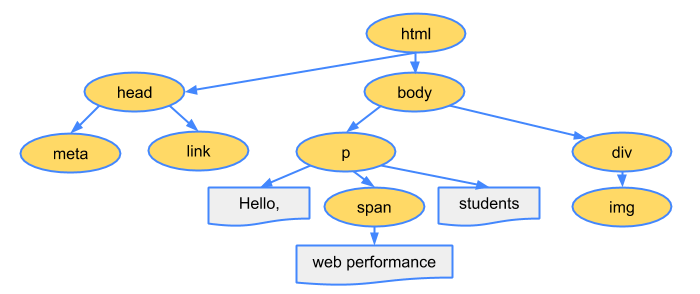 html
head
body
meta
link
p
div
Hello,
span
students
img
web performance